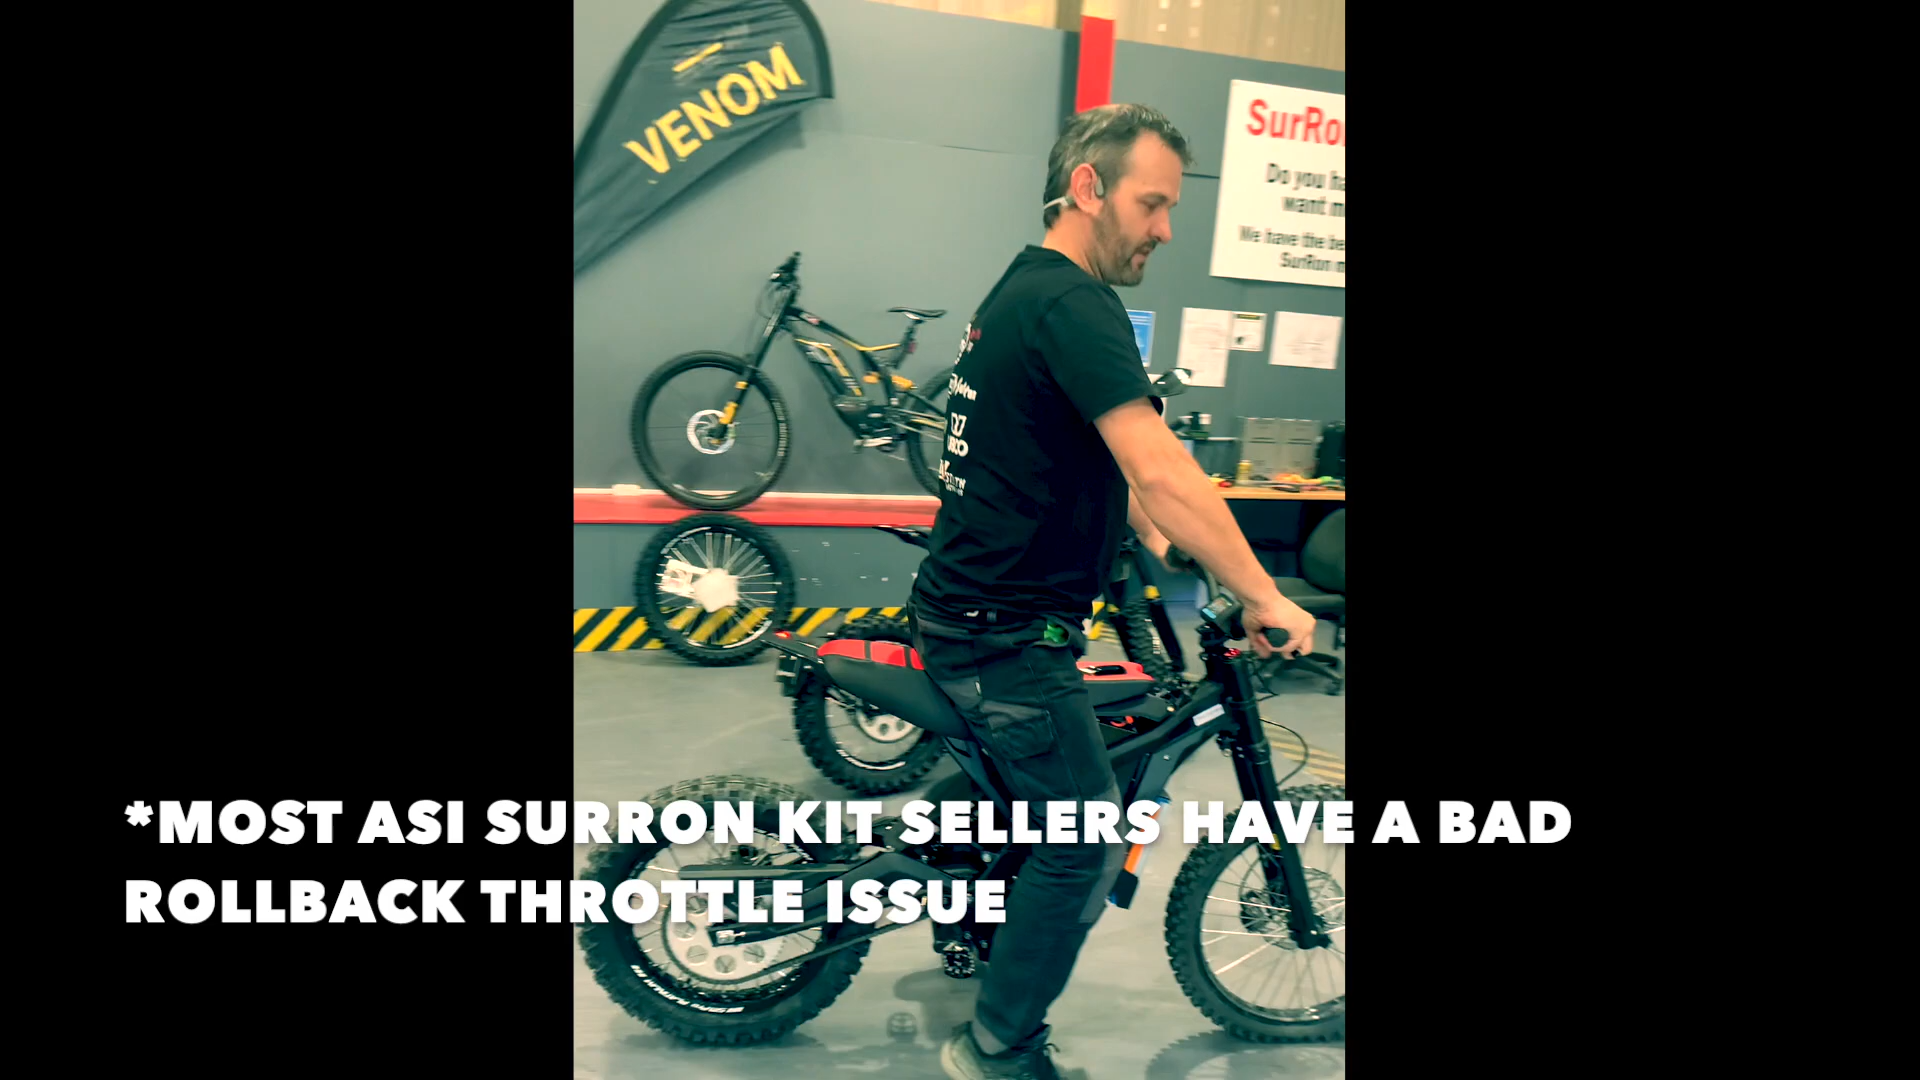 VENOM
SurRo
Do you ha
want m
We have the be
SurRon m
*MOST ASI SURRON KIT SELLERS HAVE A BAD
ROLLBACK THROTTLE ISSUE